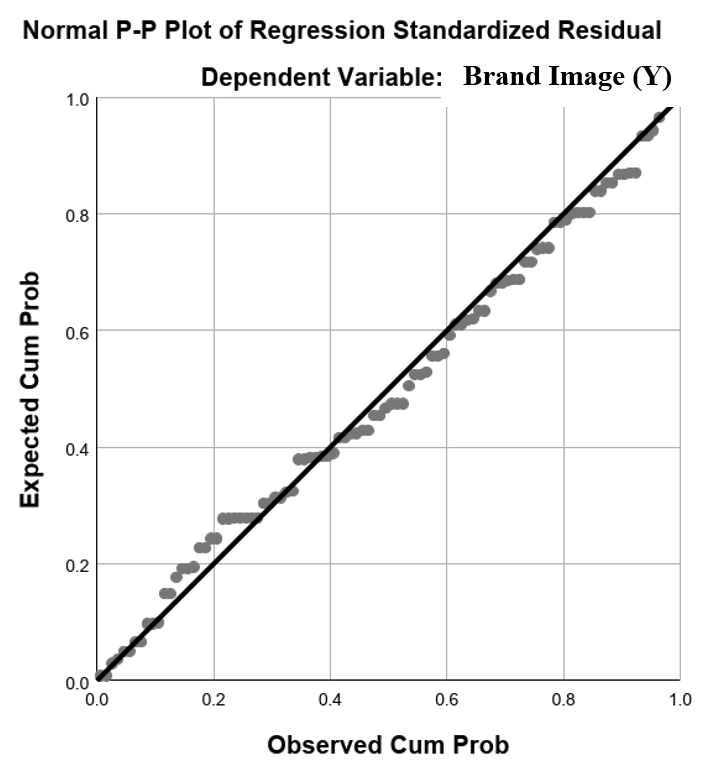 Normal P-P Plot of Regression Standardized Residual
Dependent Variable: Brand Image (Y)
1.0
0.8
0.6
0.4
0.2
0.0
Expected Cum Prob
0.0 0.2 0.4 0.6 0.8 1.0
Observed Cum Prob